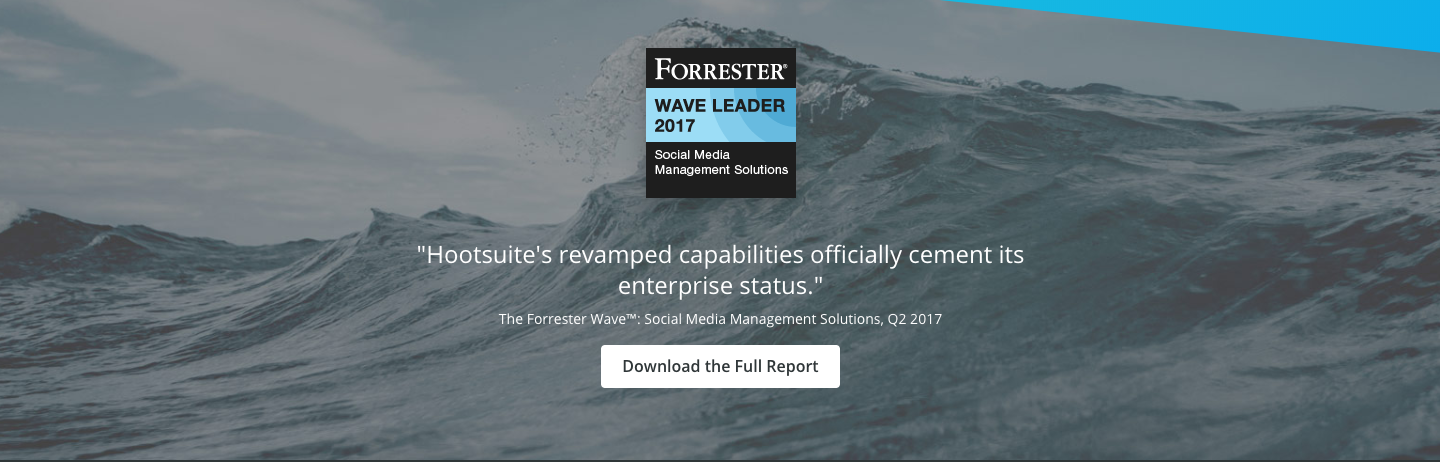 FORRESTER®
WAVE LEADER
2017
Social Media
Management Solutions
"Hootsuite's revamped capabilities officially cement its
enterprise status."
The Forrester Wave™: Social Media Management Solutions, Q2 2017
Download the Full Report